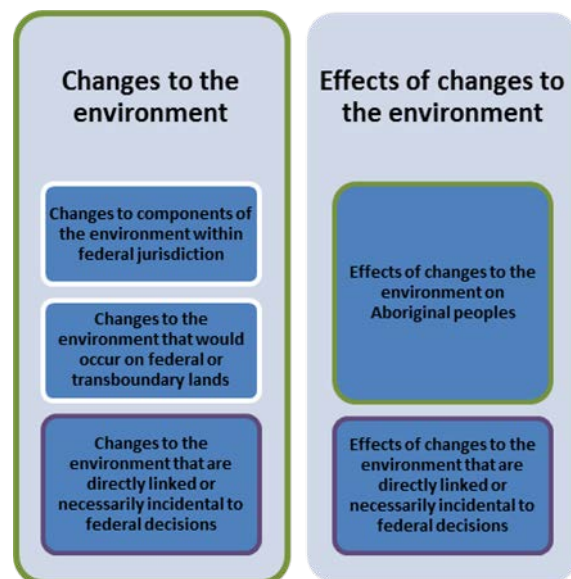 Changes to the
environment
Changes to components of
the environment within
federal jurisdiction
Changes to the
environment that would
occur on federal or
transboundary lands
Changes to the
environment that are
directly linked or
necessarily incidental to
federal decisions
Effects of changes to
the environment
Effects of changes to the
environment on
Aboriginal peoples
Effects of changes to the
environment that are
directly linked or
necessarily incidental to
federal decisions